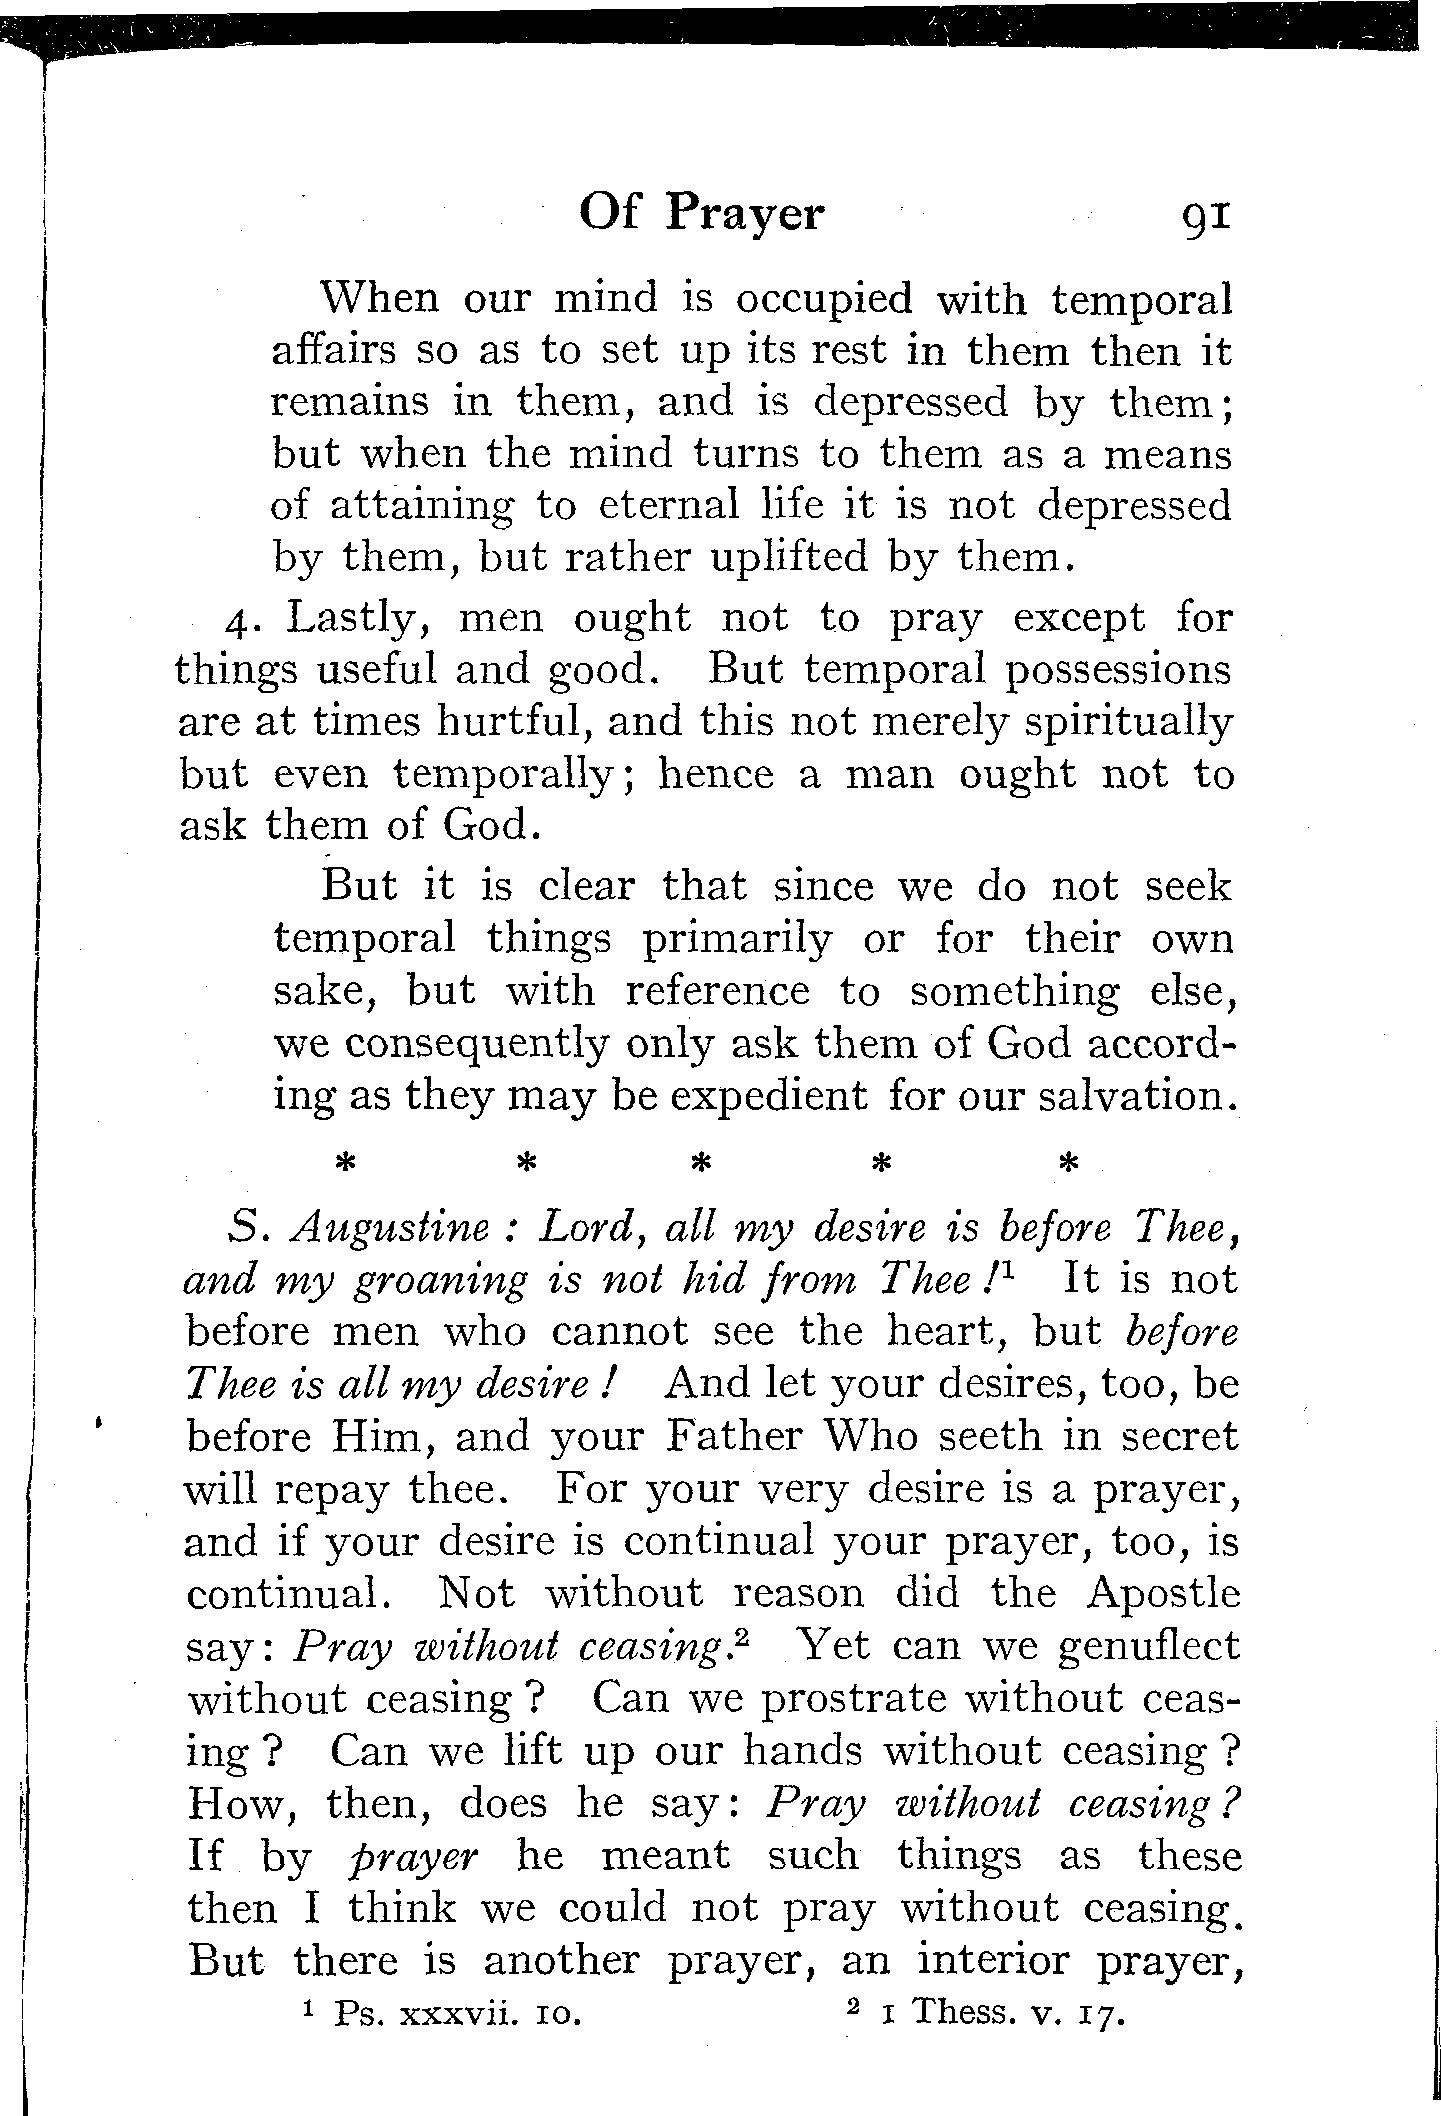 Of Prayer 91
When our mind is occupied with temporal
affairs so as to set up its rest in them then it
remains in them, and is depressed by them;
but when the mind turns to them as a means
of attaining to eternal life it is not depressed
by them, but rather uplifted by them.
4. Lastly, men ought not to pray except for
things useful and good. But temporal possessions
are at times hurtful, and this not merely spiritually
but even temporally; hence a man ought not to
ask them of God.
But it is clear that since we do not seek
temporal things primarily or for their own
sake, but with reference to something else,
we consequently only ask them of God accord-
ing as they may be expedient for our salvation.
* * * * *
S. Augustine : Lord, all my desire is before Thee,
and my groaning is not hid from Thee !¹ It is not
before men who cannot see the heart, but before
Thee is all my desire ! And let your desires, too, be
before Him, and your Father Who seeth in secret
will repay thee. For your very desire is a prayer,
and if your desire is continual your prayer, too, is
continual. Not without reason did the Apostle
say: Pray without ceasing.² Yet can we genuflect
without ceasing ? Can we prostrate without ceas-
ing ? Can we lift up our hands without ceasing ?
How, then, does he say: Pray without ceasing ?
If by prayer he meant such things as these
then I think we could not pray without ceasing.
But there is another prayer, an interior prayer,
¹ Ps. xxxvii. 10. ² 1 Thess. v. 17.